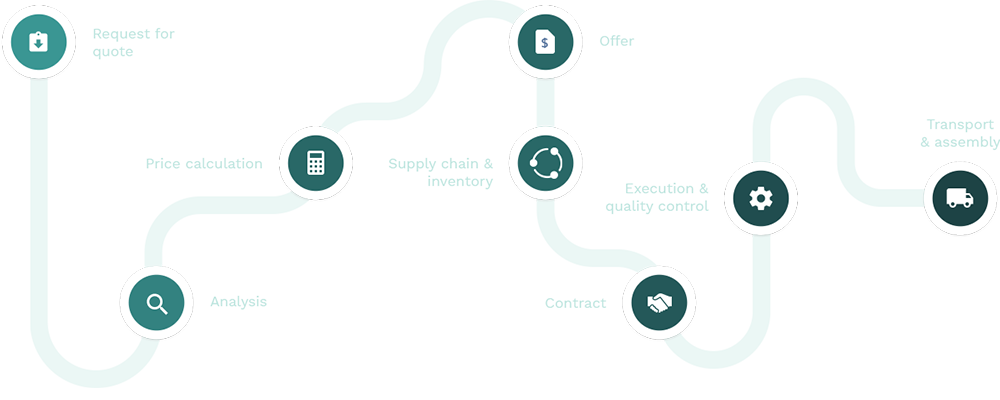 Request for
quote
Analysis
Price calculation
Offer
$
Supply chain &
inventory
Contract
Execution &
quality control
Transport
& assembly